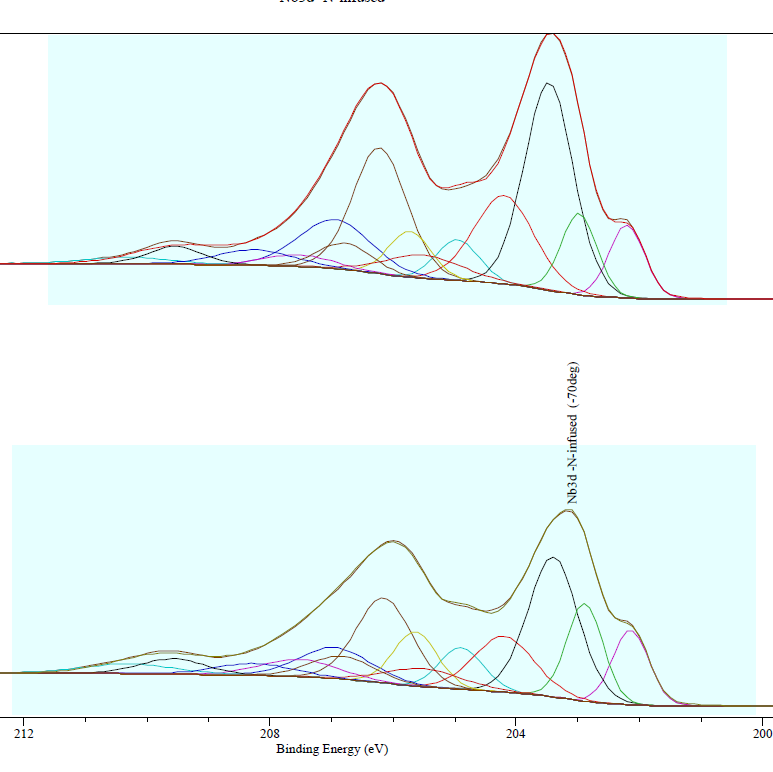 Nb3d -N-infused (-70deg)
212
208
204
200
Binding Energy (eV)